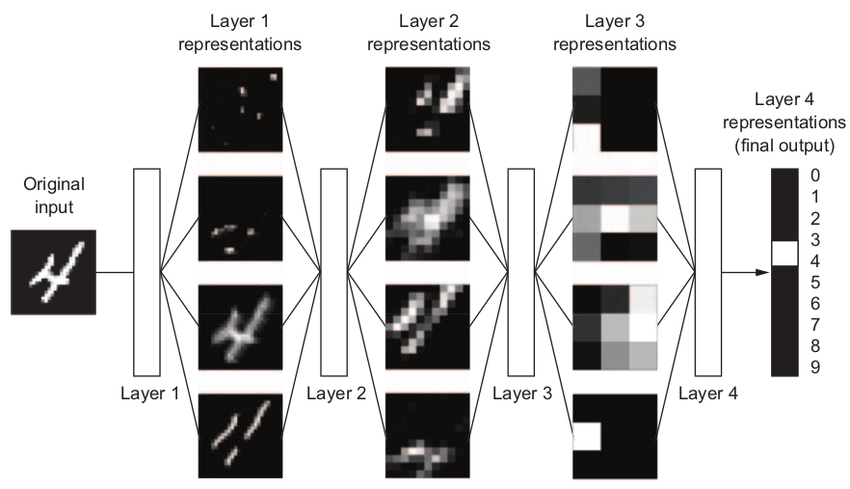 Layer 1
representations
Layer 2
representations
Layer 3
representations
Layer 4
representations
(final output)
Original
input
0
1
2
3
4
5
6
7
8
9
Layer 1
Layer 2
Layer 3
Layer 4